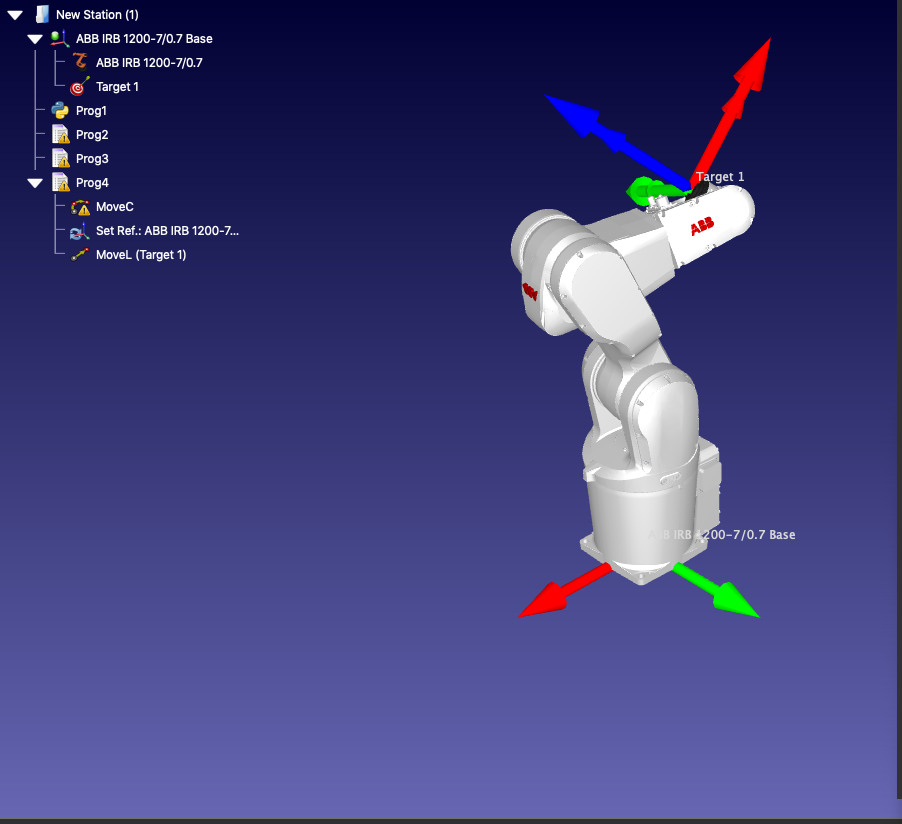 New Station (1)
ABB IRB 1200-7/0.7 Base
ABB IRB 1200-7/0.7
Target 1
Prog1
Prog2
Prog3
Prog4
MoveC
Set Ref.: ABB IRB 1200-7...
MoveL (Target 1)
Target 1
ABB
ABB IRB 1200-7/0.7 Base